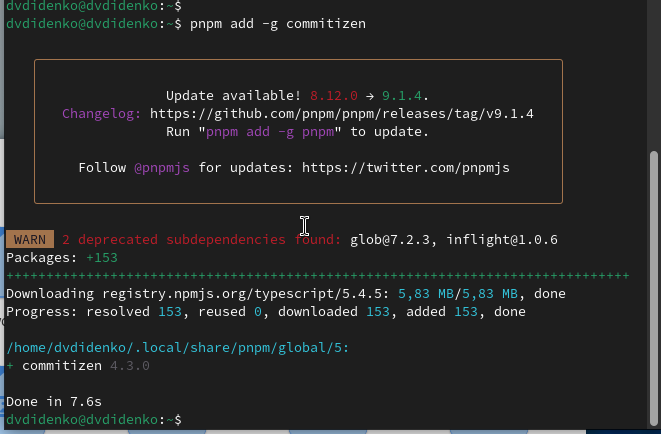 dvdidenko@dvdidenko:~$
dvdidenko@dvdidenko:~$ pnpm add -g commitizen
Update available! 8.12.0 → 9.1.4.
Changelog: https://github.com/pnpm/pnpm/releases/tag/v9.1.4
Run "pnpm add -g pnpm" to update.
Follow @pnpmjs for updates: https://twitter.com/pnpmjs
WARN 2 deprecated subdependencies found: glob@7.2.3, inflight@1.0.6
Packages: +153
++++++++++++++++++++++++++++++++++++++++++++++++++++++++++++++++++++++++++++++
Downloading registry.npmjs.org/typescript/5.4.5: 5,83 MB/5,83 MB, done
Progress: resolved 153, reused 0, downloaded 153, added 153, done
/home/dvdidenko/.local/share/pnpm/global/5:
+ commitizen 4.3.0
Done in 7.6s
dvdidenko@dvdidenko:~$